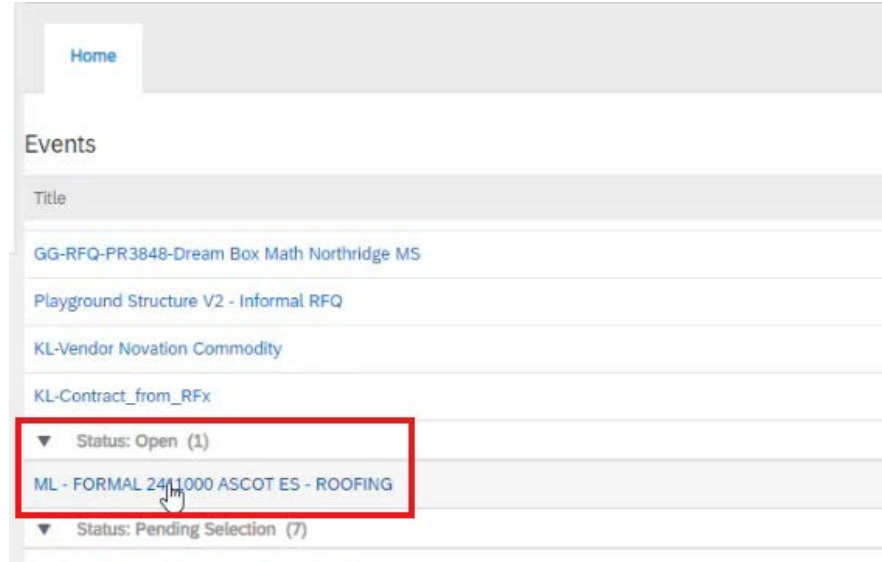 Home
Events
Title
GG-RFQ-PR3848-Dream Box Math Northridge MS
Playground Structure V2 - Informal RFQ
KL-Vendor Novation Commodity
KL-Contract_from_RFx
Status: Open (1)
ML - FORMAL 2411000 ASCOT ES - ROOFING
Status: Pending Selection (7)